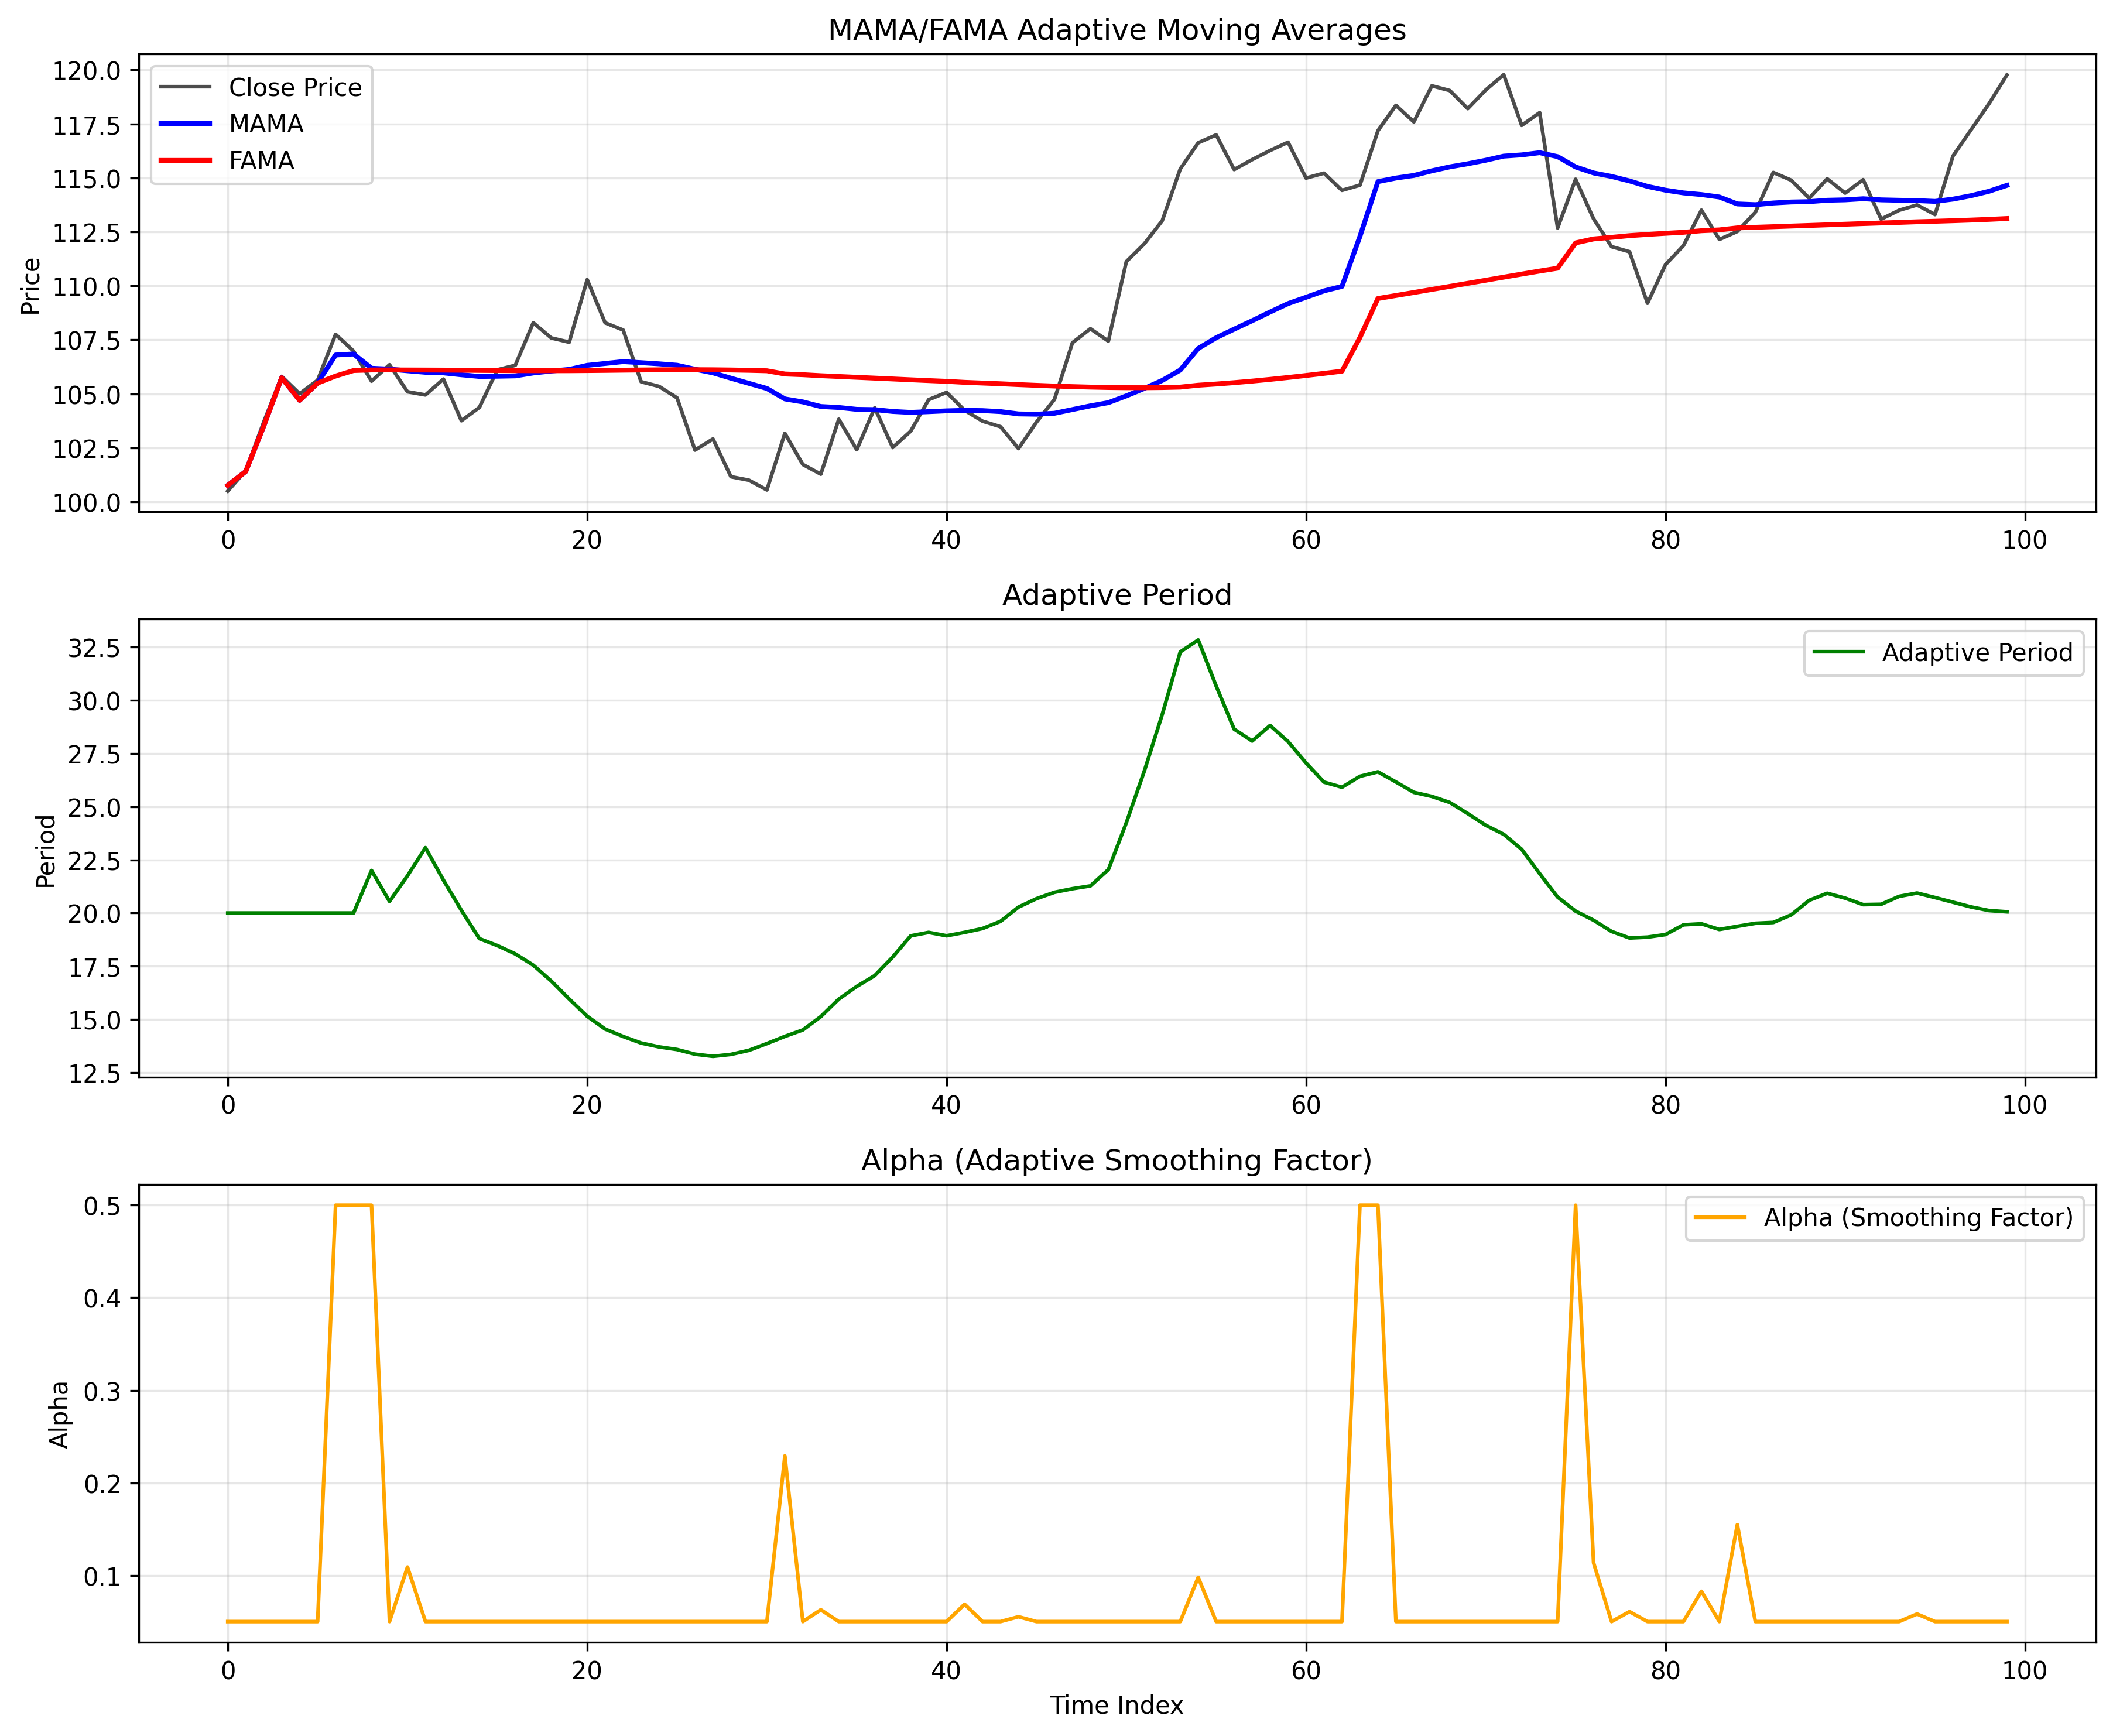 MAMA/FAMA Adaptive Moving Averages
Close Price
MAMA
FAMA
Price
120.0
117.5
115.0
112.5
110.0
107.5
105.0
102.5
100.0
0 20 40 60 80 100
Adaptive Period
Adaptive Period
Period
32.5
30.0
27.5
25.0
22.5
20.0
17.5
15.0
12.5
0 20 40 60 80 100
Alpha (Adaptive Smoothing Factor)
Alpha (Smoothing Factor)
Alpha
0.5
0.4
0.3
0.2
0.1
0 20 40 60 80 100
Time Index